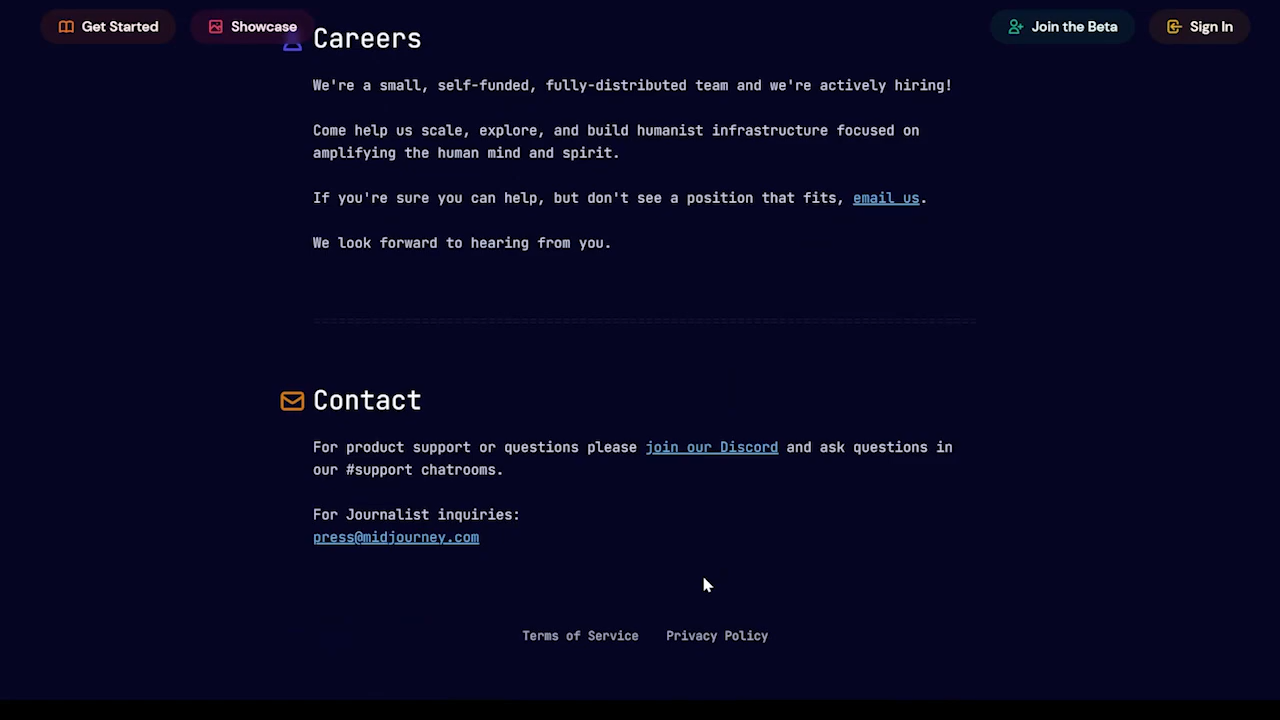 Get Started
Showcase
Join the Beta
Sign In
Careers
We're a small, self-funded, fully-distributed team and we're actively hiring!
Come help us scale, explore, and build humanist infrastructure focused on
amplifying the human mind and spirit.
If you're sure you can help, but don't see a position that fits, email us.
We look forward to hearing from you.
Contact
For product support or questions please join our Discord and ask questions in
our #support chatrooms.
For Journalist inquiries:
press@midjourney.com
Terms of Service
Privacy Policy